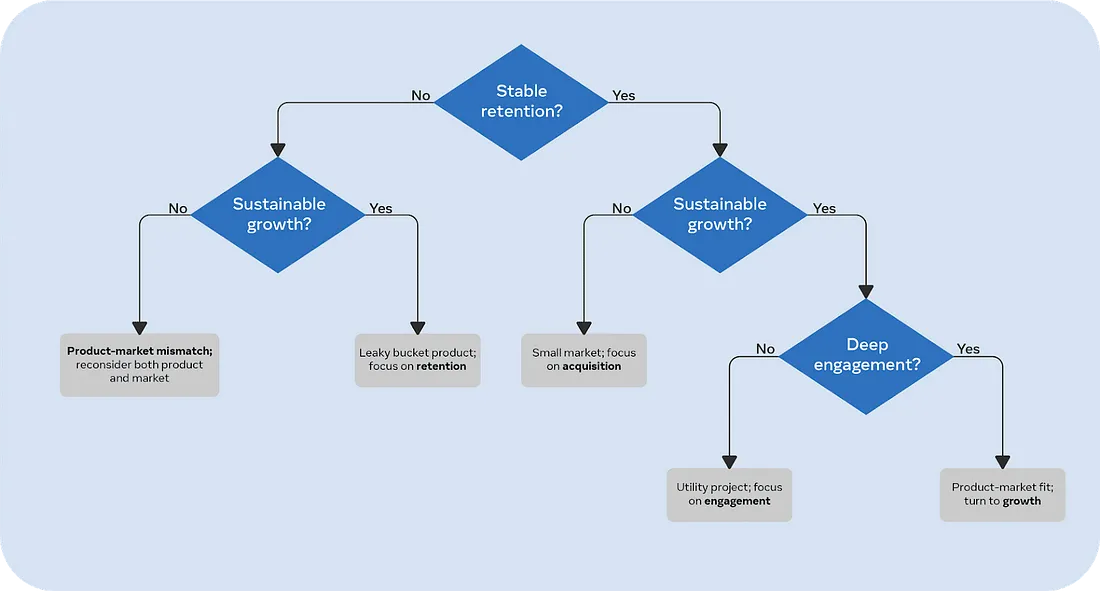 Stable
retention?
No
Yes
Sustainable
growth?
No
Yes
Sustainable
growth?
No
Yes
Product-market mismatch;
reconsider both product
and market
Leaky bucket product;
focus on retention
Small market; focus
on acquisition
Deep
engagement?
No
Yes
Utility project; focus
on engagement
Product-market fit;
turn to growth